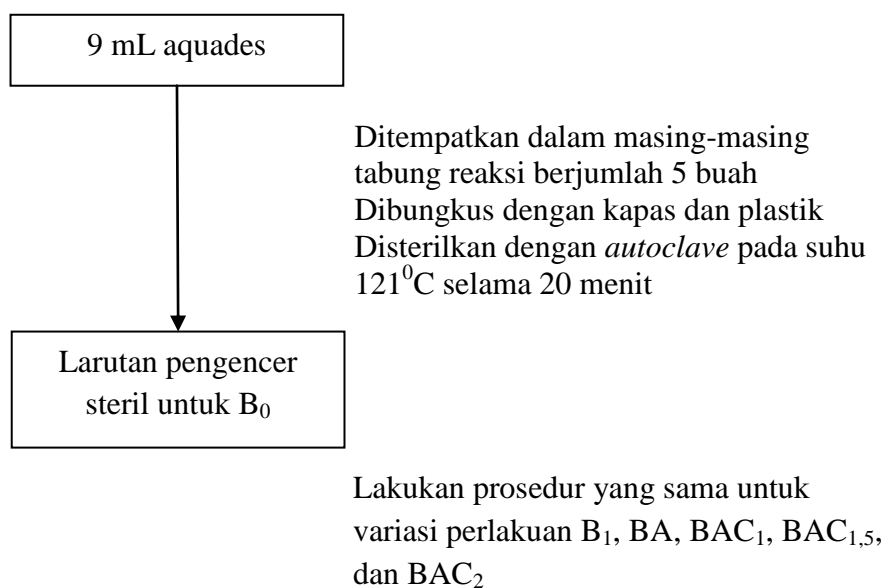 9 mL aquades
Ditempatkan dalam masing-masing
tabung reaksi berjumlah 5 buah
Dibungkus dengan kapas dan plastik
Disterilkan dengan autoclave pada suhu
121⁰C selama 20 menit
Larutan pengencer
steril untuk B₀
Lakukan prosedur yang sama untuk
variasi perlakuan B₁, BA, BAC₁, BAC₁,₅,
dan BAC₂